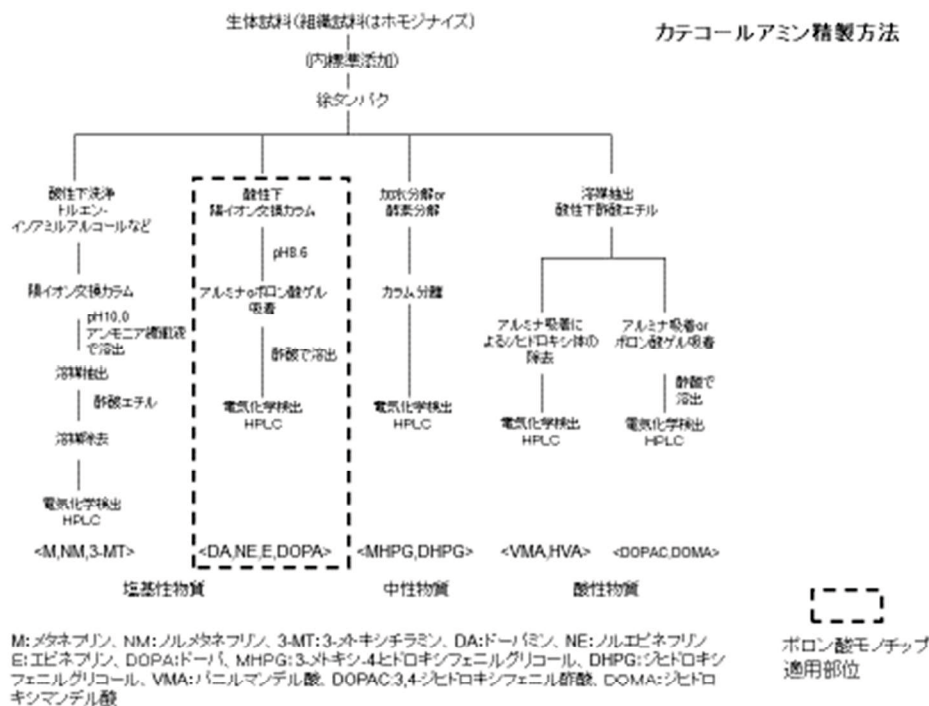 カテコールアミン精製方法
生体試料(組織試料はホモジナイズ)
(内標準添加)
徐タンパク
酸性下洗浄
トルエン-
イソアミルアルコールなど
陽イオン交換カラム
pH10.0
アンモニア緩衝液
で溶出
溶媒抽出
酢酸エチル
溶媒除去
電気化学検出
HPLC
<M,NM,3-MT>
酸性下
陽イオン交換カラム
pH8.6
アルミナoボロン酸ゲル
吸着
酢酸で溶出
電気化学検出
HPLC
<DA,NE,E,DOPA>
塩基性物質
加水分解or
酵素分解
カラム分離
電気化学検出
HPLC
<MHPG,DHPG>
中性物質
溶媒抽出
酸性下酢酸エチル
アルミナ吸着に
よるジヒドロキシ体の
除去
電気化学検出
HPLC
<VMA,HVA>
アルミナ吸着or
ボロン酸ゲル吸着
酢酸で
溶出
電気化学検出
HPLC
<DOPAC,DOMA>
酸性物質
M:メタネフリン、NM:ノルメタネフリン、3-MT:3-メトキシチラミン、DA:ドーパミン、NE:ノルエピネフリン
E:エピネフリン、DOPA:ドーパ、MHPG:3-メトキシ-4ヒドロキシフェニルグリコール、DHPG:ジヒドロキシ
フェニルグリコール、VMA:バニルマンデル酸、DOPAC:3,4-ジヒドロキシフェニル酢酸、DOMA:ジヒドロ
キシマンデル酸
ボロン酸モノチップ
適用部位